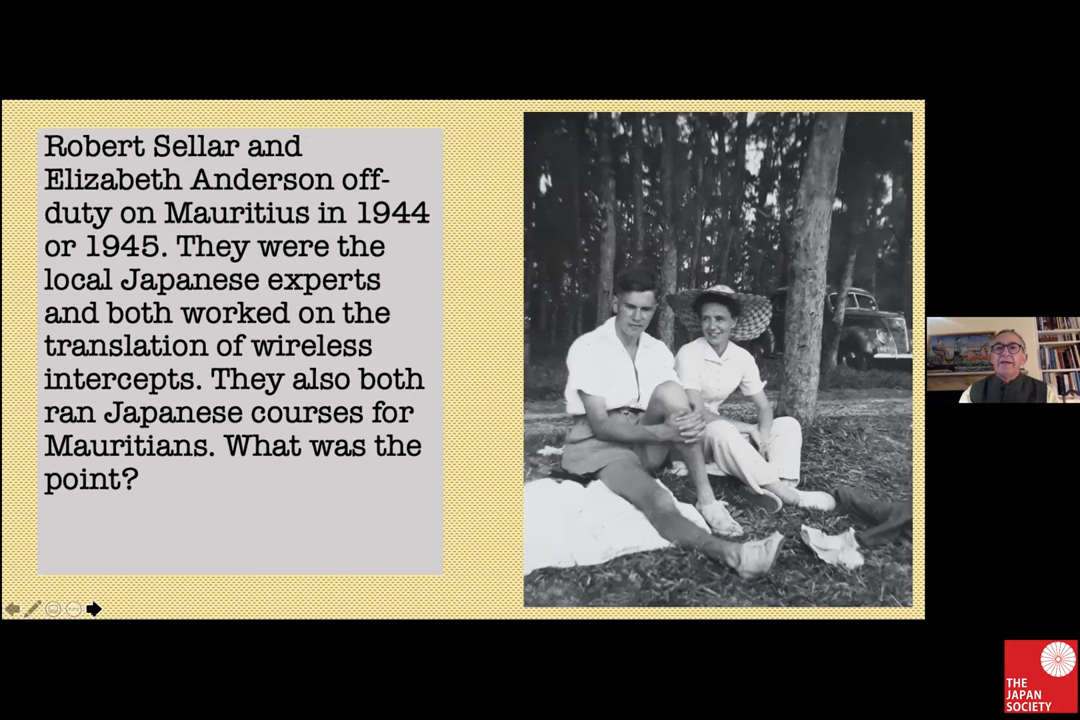 Robert Sellar and
Elizabeth Anderson off-
duty on Mauritius in 1944
or 1945. They were the
local Japanese experts
and both worked on the
translation of wireless
intercepts. They also both
ran Japanese courses for
Mauritians. What was the
point?
THE
JAPAN
SOCIETY